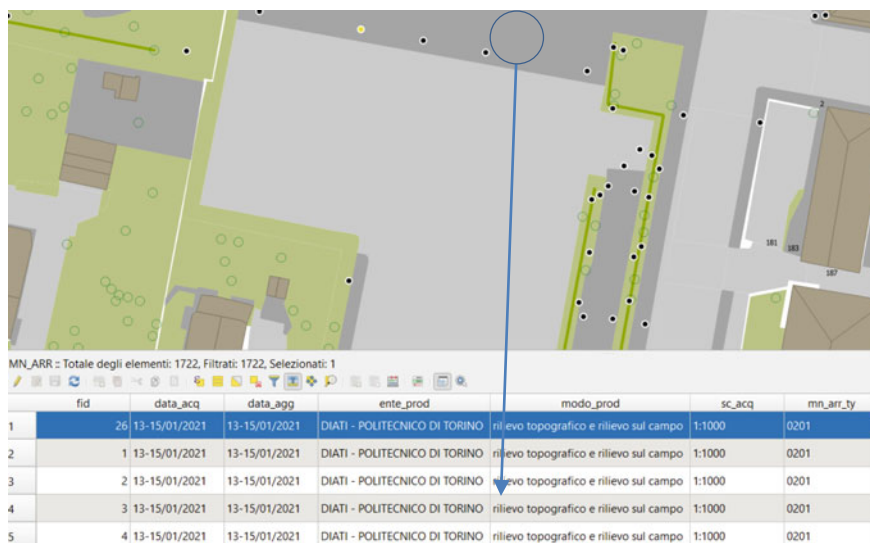 2
181
183
187
MN_ARR :: Totale degli elementi: 1722, Filtrati: 1722, Selezionati: 1
fid data_acq data_agg ente_prod modo_prod sc_acq mn_arr_ty
1 26 13-15/01/2021 13-15/01/2021 DIATI - POLITECNICO DI TORINO rilievo topografico e rilievo sul campo 1:1000 0201
2 1 13-15/01/2021 13-15/01/2021 DIATI - POLITECNICO DI TORINO rilievo topografico e rilievo sul campo 1:1000 0201
3 2 13-15/01/2021 13-15/01/2021 DIATI - POLITECNICO DI TORINO rilievo topografico e rilievo sul campo 1:1000 0201
4 3 13-15/01/2021 13-15/01/2021 DIATI - POLITECNICO DI TORINO rilievo topografico e rilievo sul campo 1:1000 0201
5 4 13-15/01/2021 13-15/01/2021 DIATI - POLITECNICO DI TORINO rilievo topografico e rilievo sul campo 1:1000 0201